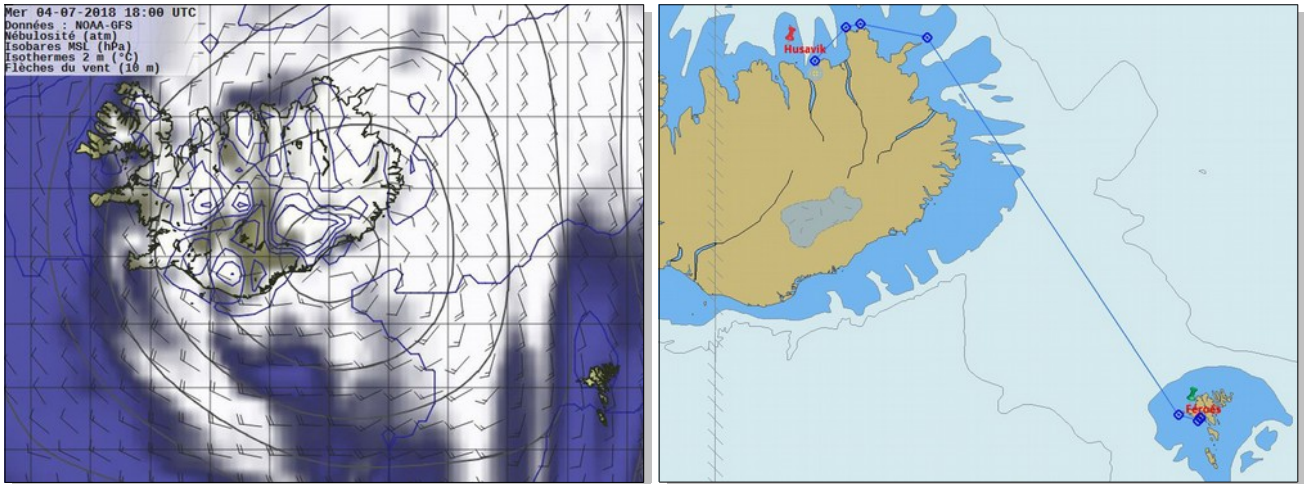 Mer 04-07-2018 18:00 UTC
Données : NOAA-GFS
Nébulosité (atm)
Isobares MSL (hPa)
Isothermes 2 m (°C)
Flèches du vent (10 m)
Husavik
Féroés